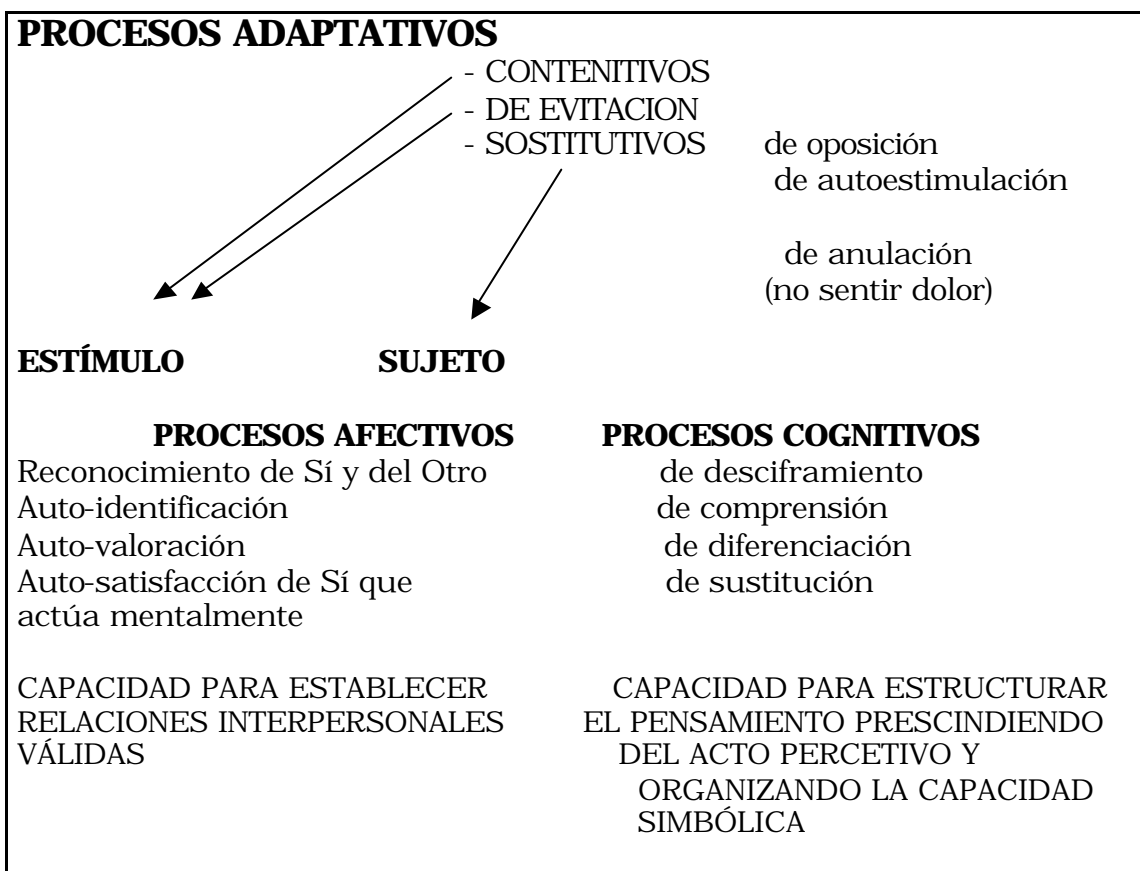 PROCESOS ADAPTATIVOS
- CONTENITIVOS
- DE EVITACION
- SOSTITUTIVOS de oposición
de autoestimulación
de anulación
(no sentir dolor)
ESTÍMULO SUJETO
PROCESOS AFECTIVOS PROCESOS COGNITIVOS
Reconocimiento de Sí y del Otro de desciframiento
Auto-identificación de comprensión
Auto-valoración de diferenciación
Auto-satisfacción de Sí que de sustitución
actúa mentalmente
CAPACIDAD PARA ESTABLECER CAPACIDAD PARA ESTRUCTURAR
RELACIONES INTERPERSONALES EL PENSAMIENTO PRESCINDIENDO
VÁLIDAS DEL ACTO PERCETIVO Y
ORGANIZANDO LA CAPACIDAD
SIMBÓLICA